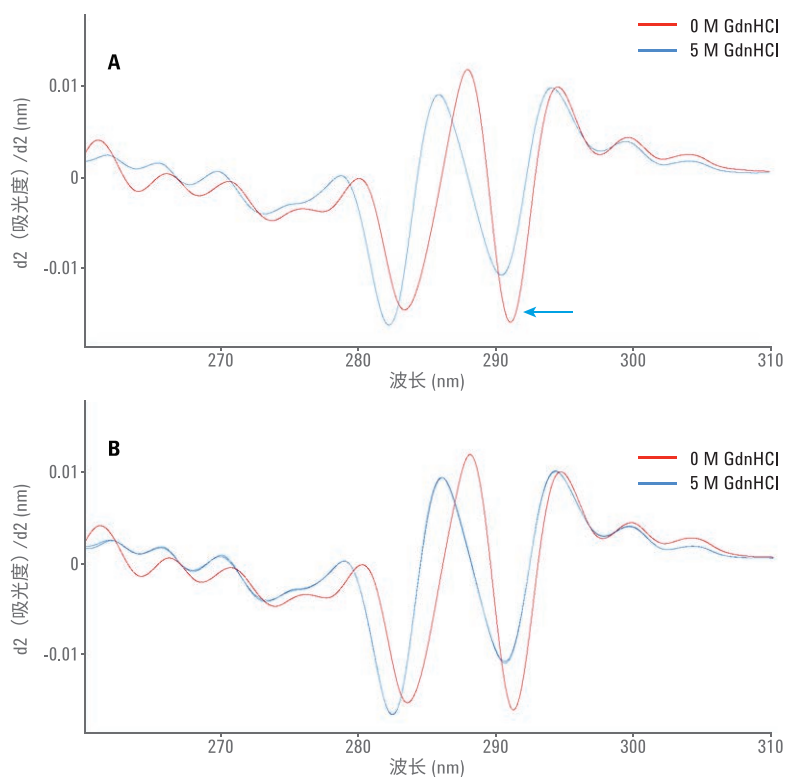 A
0 M GdnHCl
5 M GdnHCl
0.01
0
-0.01
d2（吸光度）/d2 (nm)
270
280
290
300
310
波长 (nm)
B
0 M GdnHCl
5 M GdnHCl
0.01
0
-0.01
d2（吸光度）/d2 (nm)
270
280
290
300
310
波长 (nm)